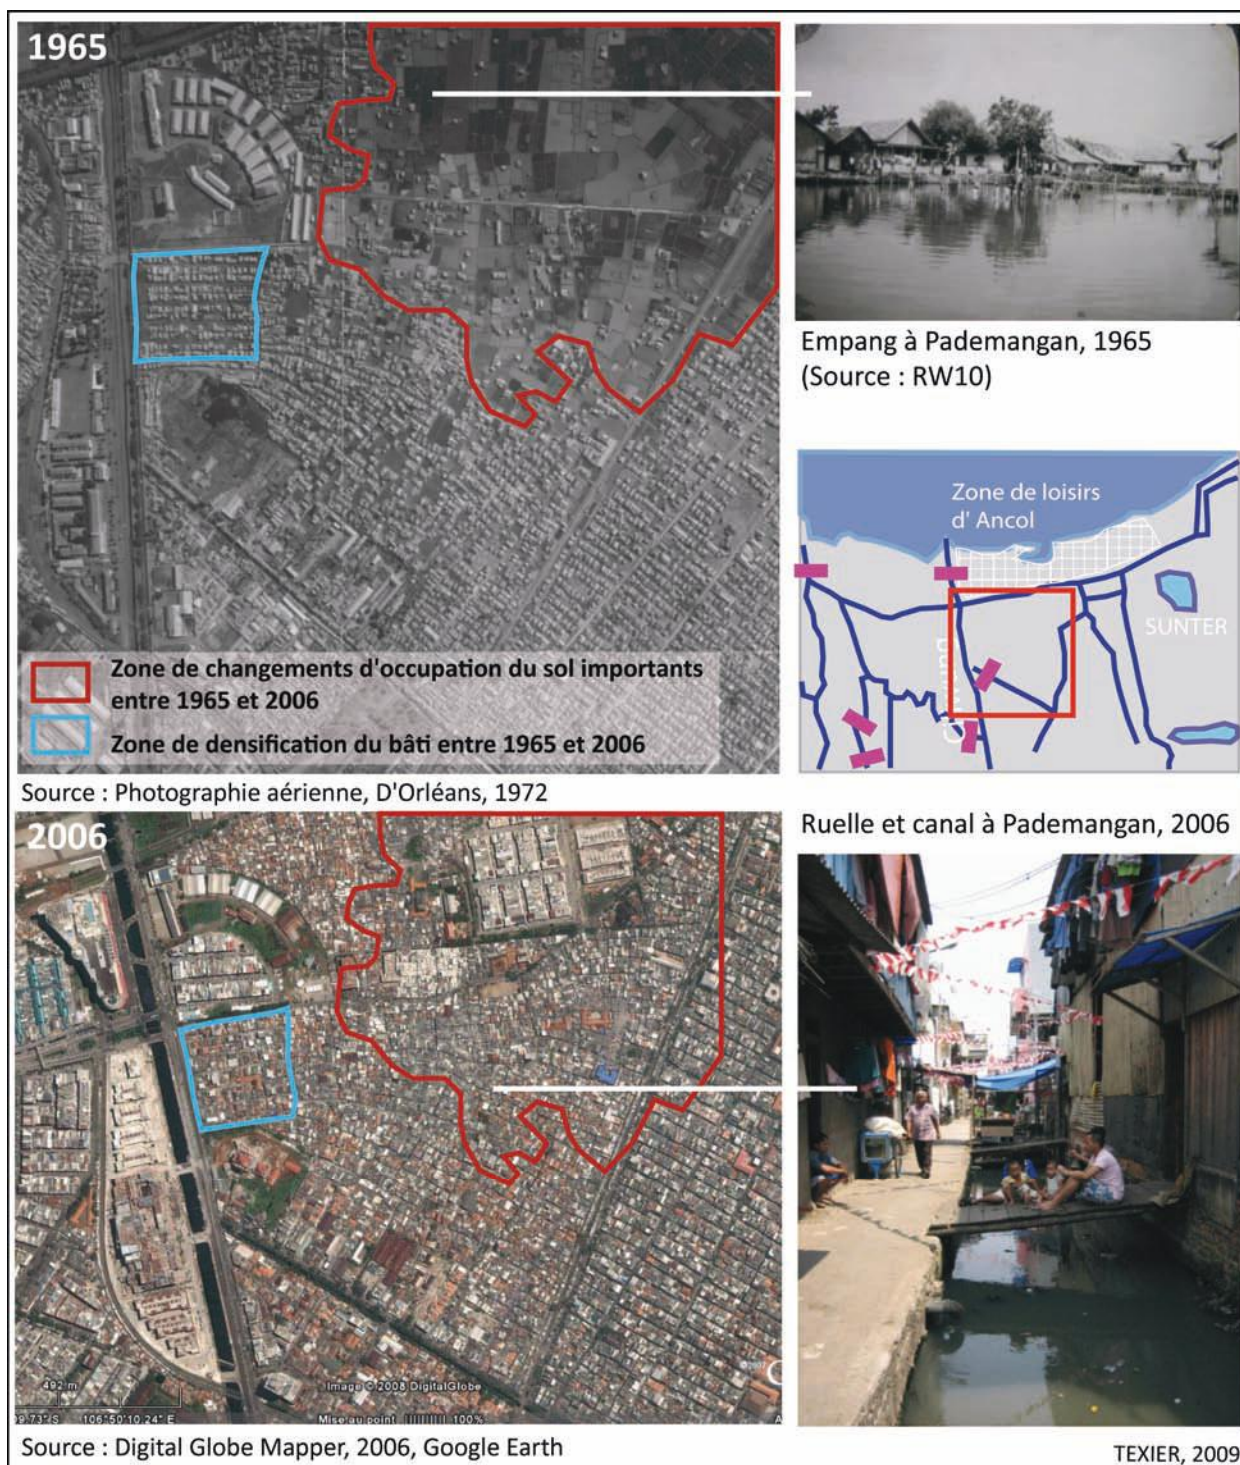 1965
Zone de changements d'occupation du sol importants
entre 1965 et 2006
Zone de densification du bâti entre 1965 et 2006
Source : Photographie aérienne, D'Orléans, 1972
Empang à Pademangan, 1965
(Source : RW10)
Zone de loisirs
d' Ancol
SUNTER
2006
492 m
106°50'10.24" E
Image © 2008 DigitalGlobe
Mise au point 100%
Source : Digital Globe Mapper, 2006, Google Earth
Ruelle et canal à Pademangan, 2006
TEXIER, 2009